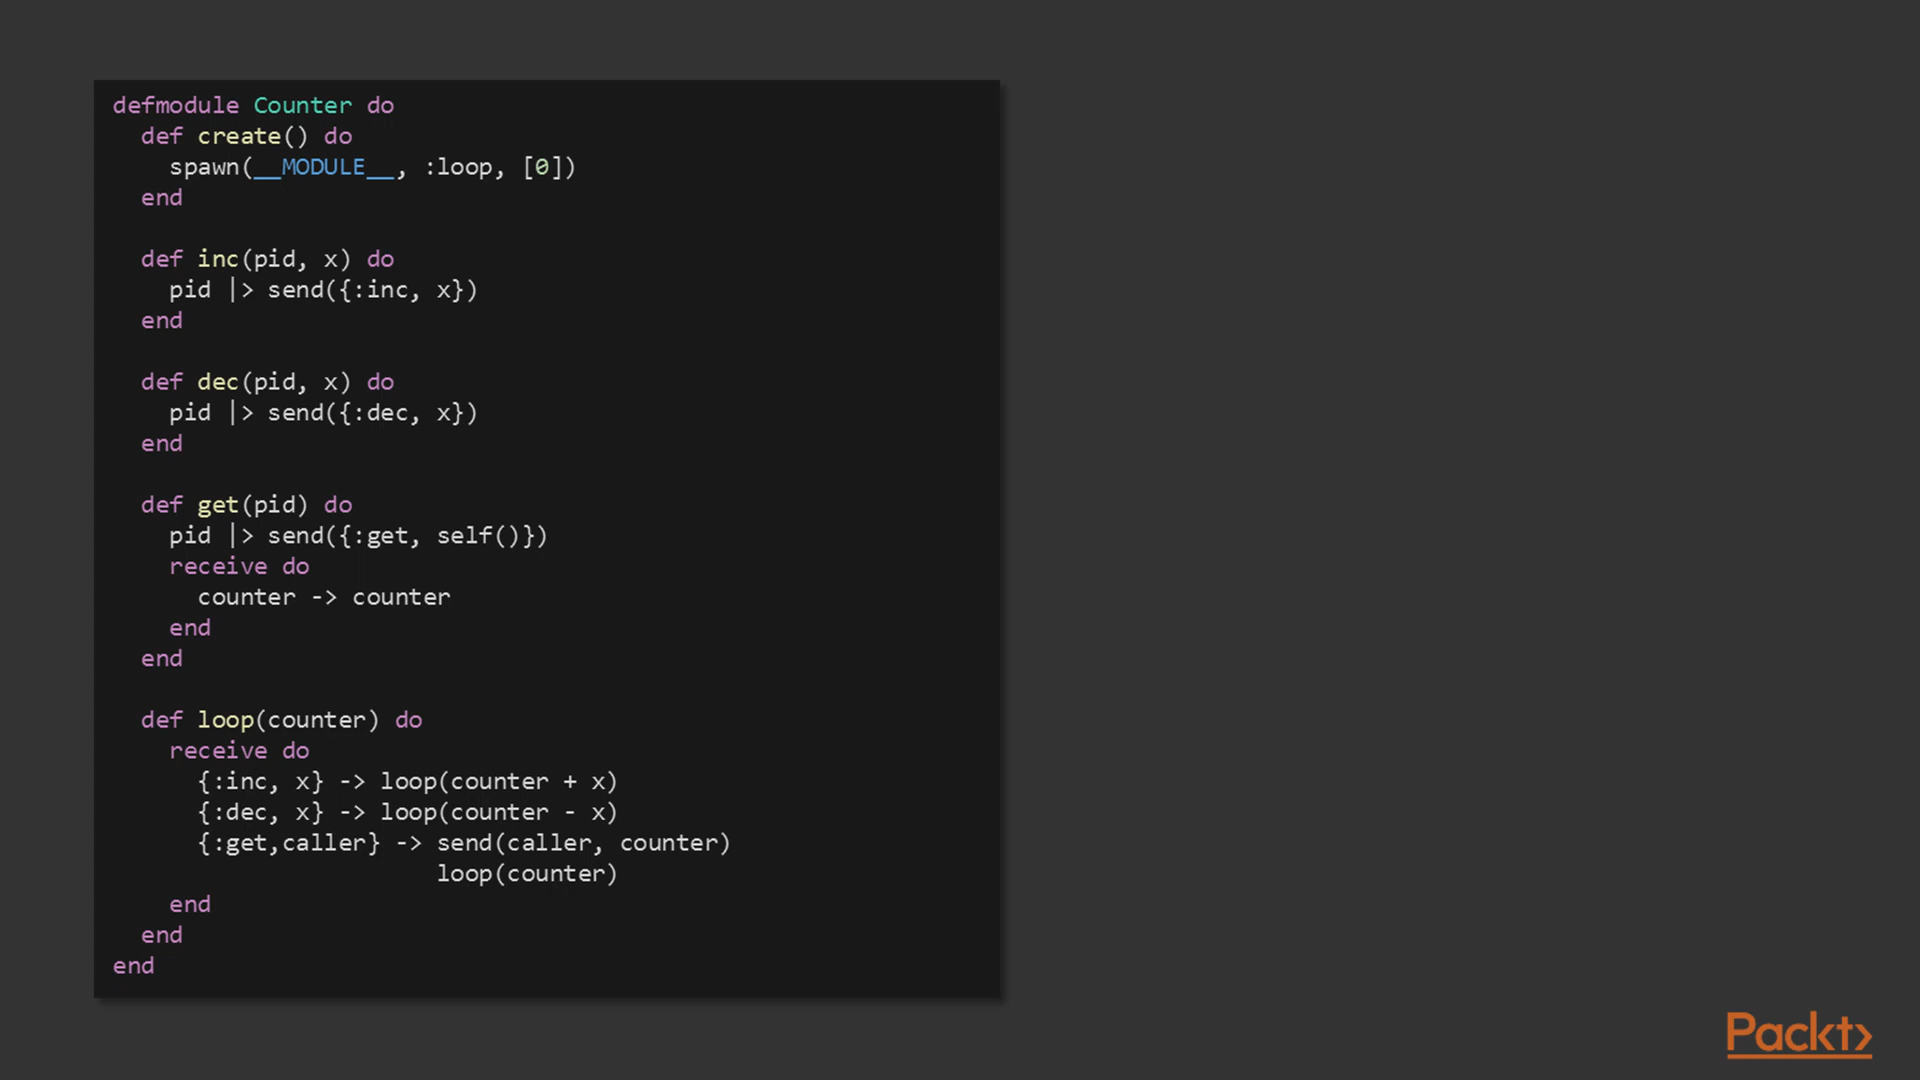 defmodule Counter do
  def create() do
    spawn(__MODULE__, :loop, [0])
  end

  def inc(pid, x) do
    pid |> send({:inc, x})
  end

  def dec(pid, x) do
    pid |> send({:dec, x})
  end

  def get(pid) do
    pid |> send({:get, self()})
    receive do
      counter -> counter
    end
  end

  def loop(counter) do
    receive do
      {:inc, x} -> loop(counter + x)
      {:dec, x} -> loop(counter - x)
      {:get,caller} -> send(caller, counter)
                       loop(counter)
    end
  end
end
Packt>